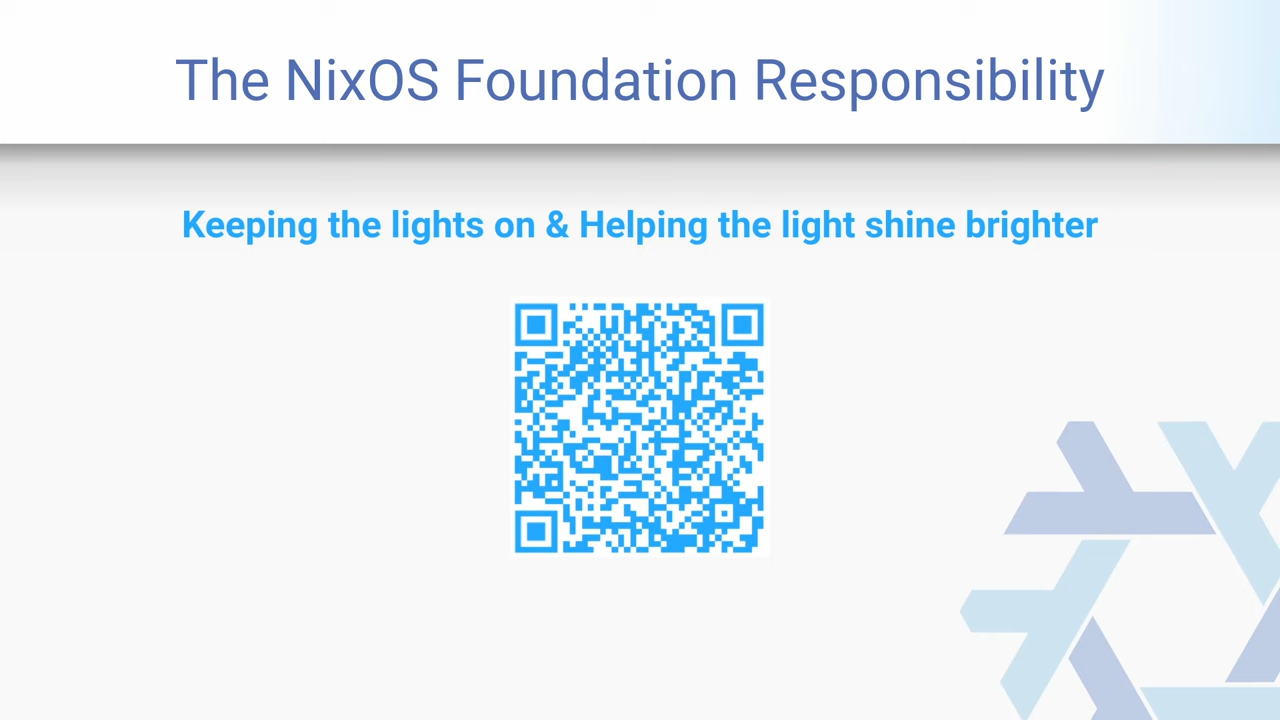 The NixOS Foundation Responsibility
Keeping the lights on & Helping the light shine brighter